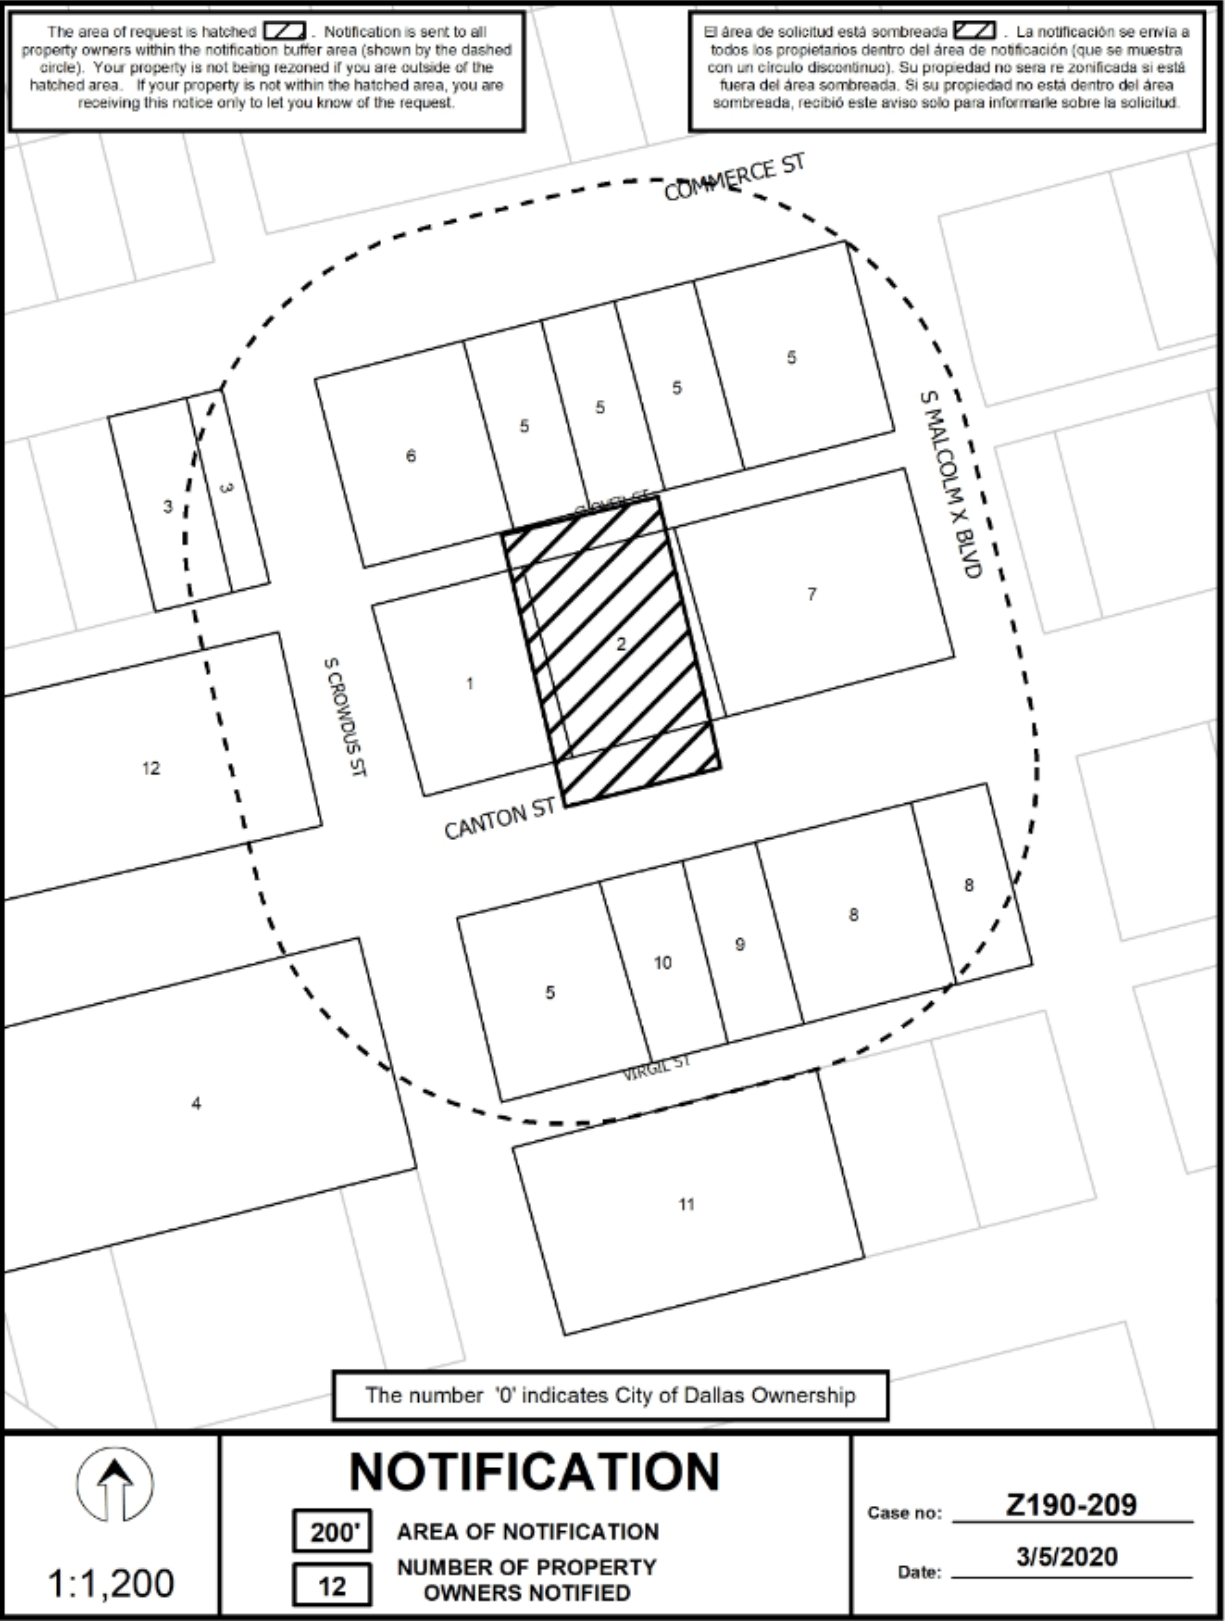 The area of request is hatched . Notification is sent to all
property owners within the notification buffer area (shown by the dashed
circle). Your property is not being rezoned if you are outside of the
hatched area. If your property is not within the hatched area, you are
receiving this notice only to let you know of the request.
El área de solicitud está sombreada . La notificación se envía a
todos los propietarios dentro del área de notificación (que se muestra
con un círculo discontinuo). Su propiedad no sera re zonificada si está
fuera del área sombreada. Si su propiedad no está dentro del área
sombreada, recibió este aviso solo para informarle sobre la solicitud.
COMMERCE ST
5
5
5
5
6
3
3
S MALCOLM X BLVD
7
2
1
S CROWDUS ST
12
CANTON ST
8
8
9
10
5
VIRGIL ST
4
11
The number '0' indicates City of Dallas Ownership
1:1,200
NOTIFICATION
200' AREA OF NOTIFICATION
12 NUMBER OF PROPERTY
OWNERS NOTIFIED
Case no: Z190-209
Date: 3/5/2020